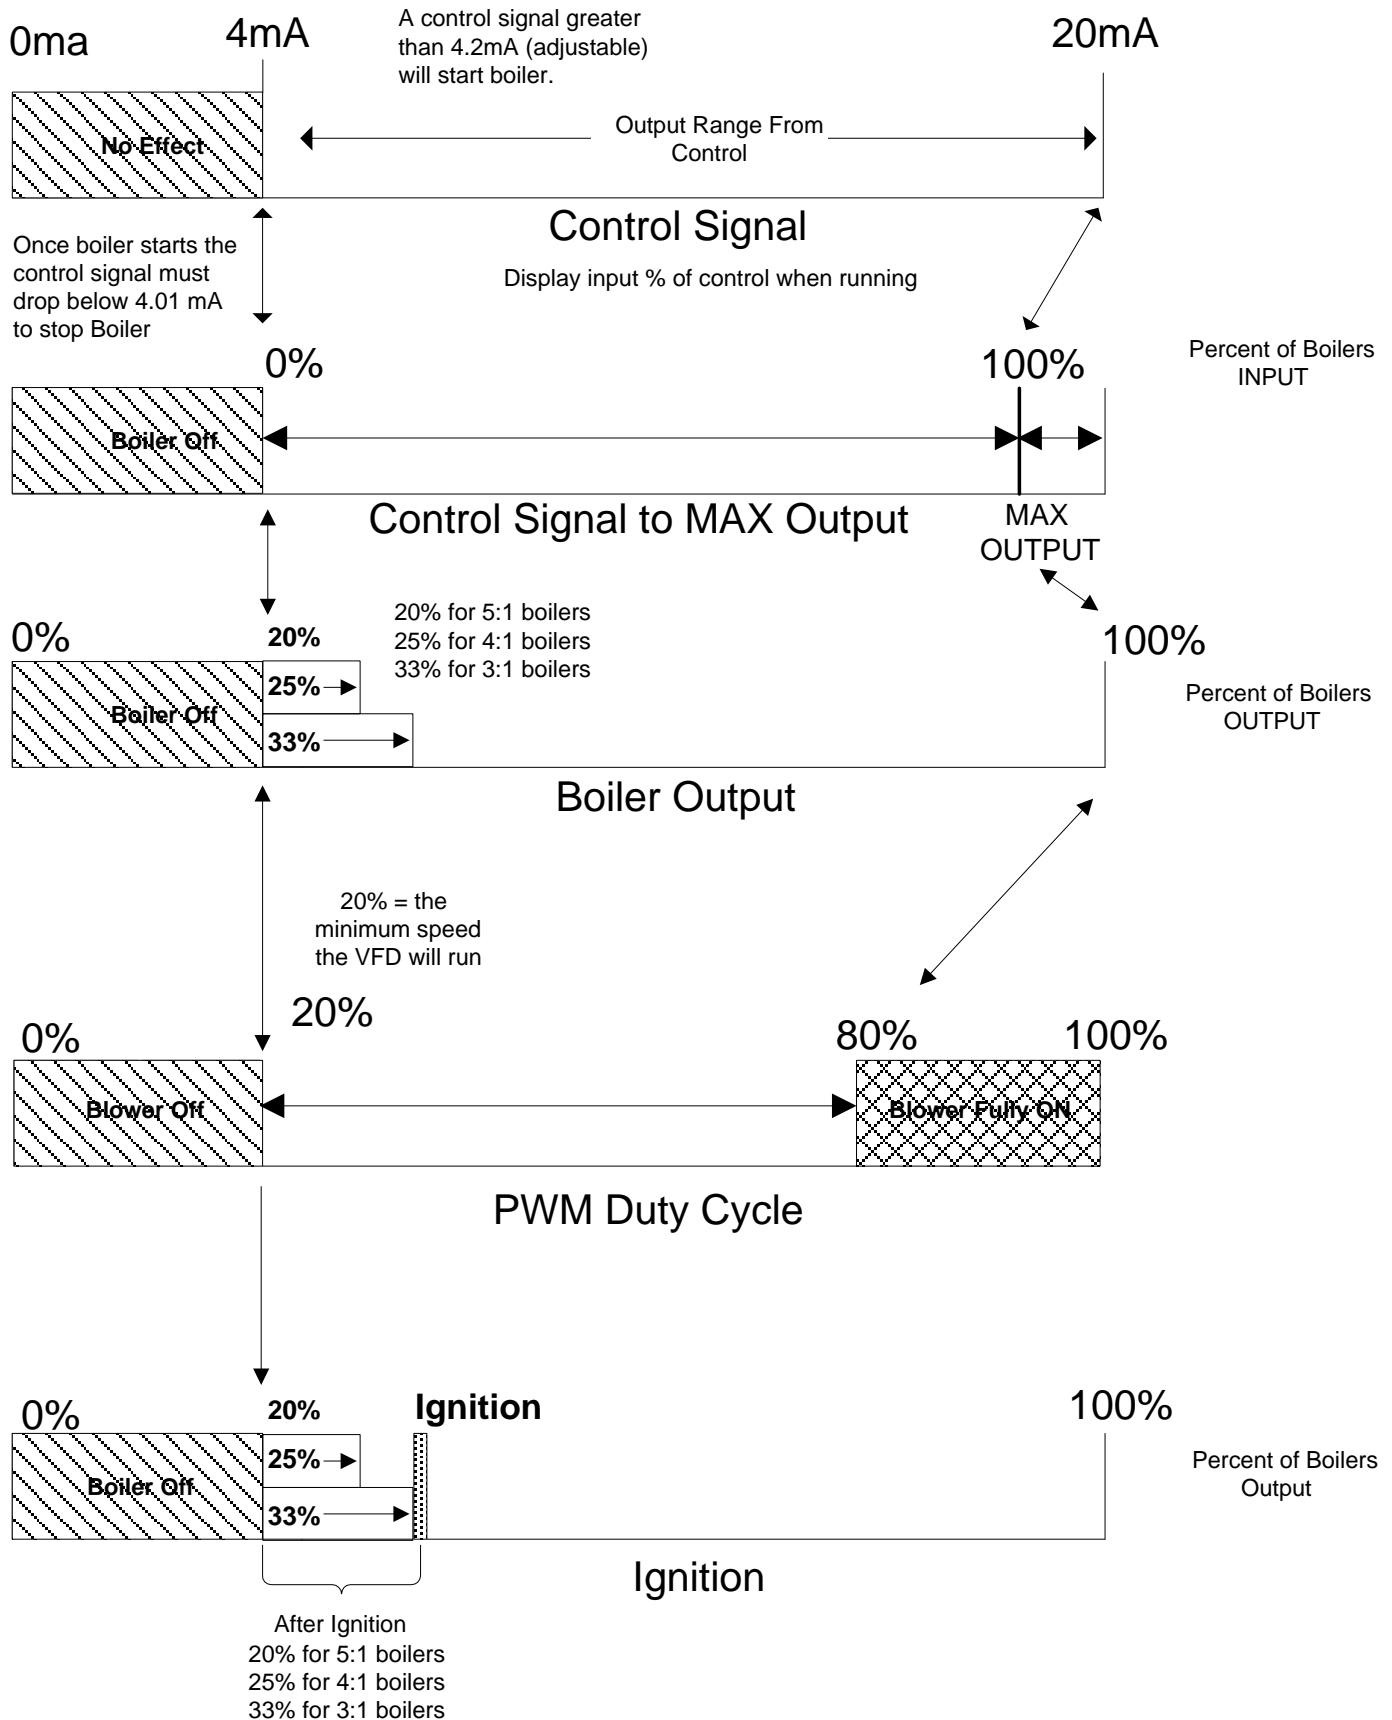 0ma
4mA
A control signal greater
than 4.2mA (adjustable)
will start boiler.
20mA
No Effect
Output Range From
Control
Control Signal
Once boiler starts the
control signal must
drop below 4.01 mA
to stop Boiler
Display input % of control when running
0%
100%
Percent of Boilers
INPUT
Boiler Off
Control Signal to MAX Output
MAX
OUTPUT
0%
20%
20% for 5:1 boilers
25% for 4:1 boilers
33% for 3:1 boilers
100%
Boiler Off
25%
33%
Percent of Boilers
OUTPUT
Boiler Output
20% = the
minimum speed
the VFD will run
0%
20%
80%
100%
Blower Off
Blower Fully ON
PWM Duty Cycle
0%
20%
Ignition
100%
Boiler Off
25%
33%
Percent of Boilers
Output
Ignition
After Ignition
20% for 5:1 boilers
25% for 4:1 boilers
33% for 3:1 boilers